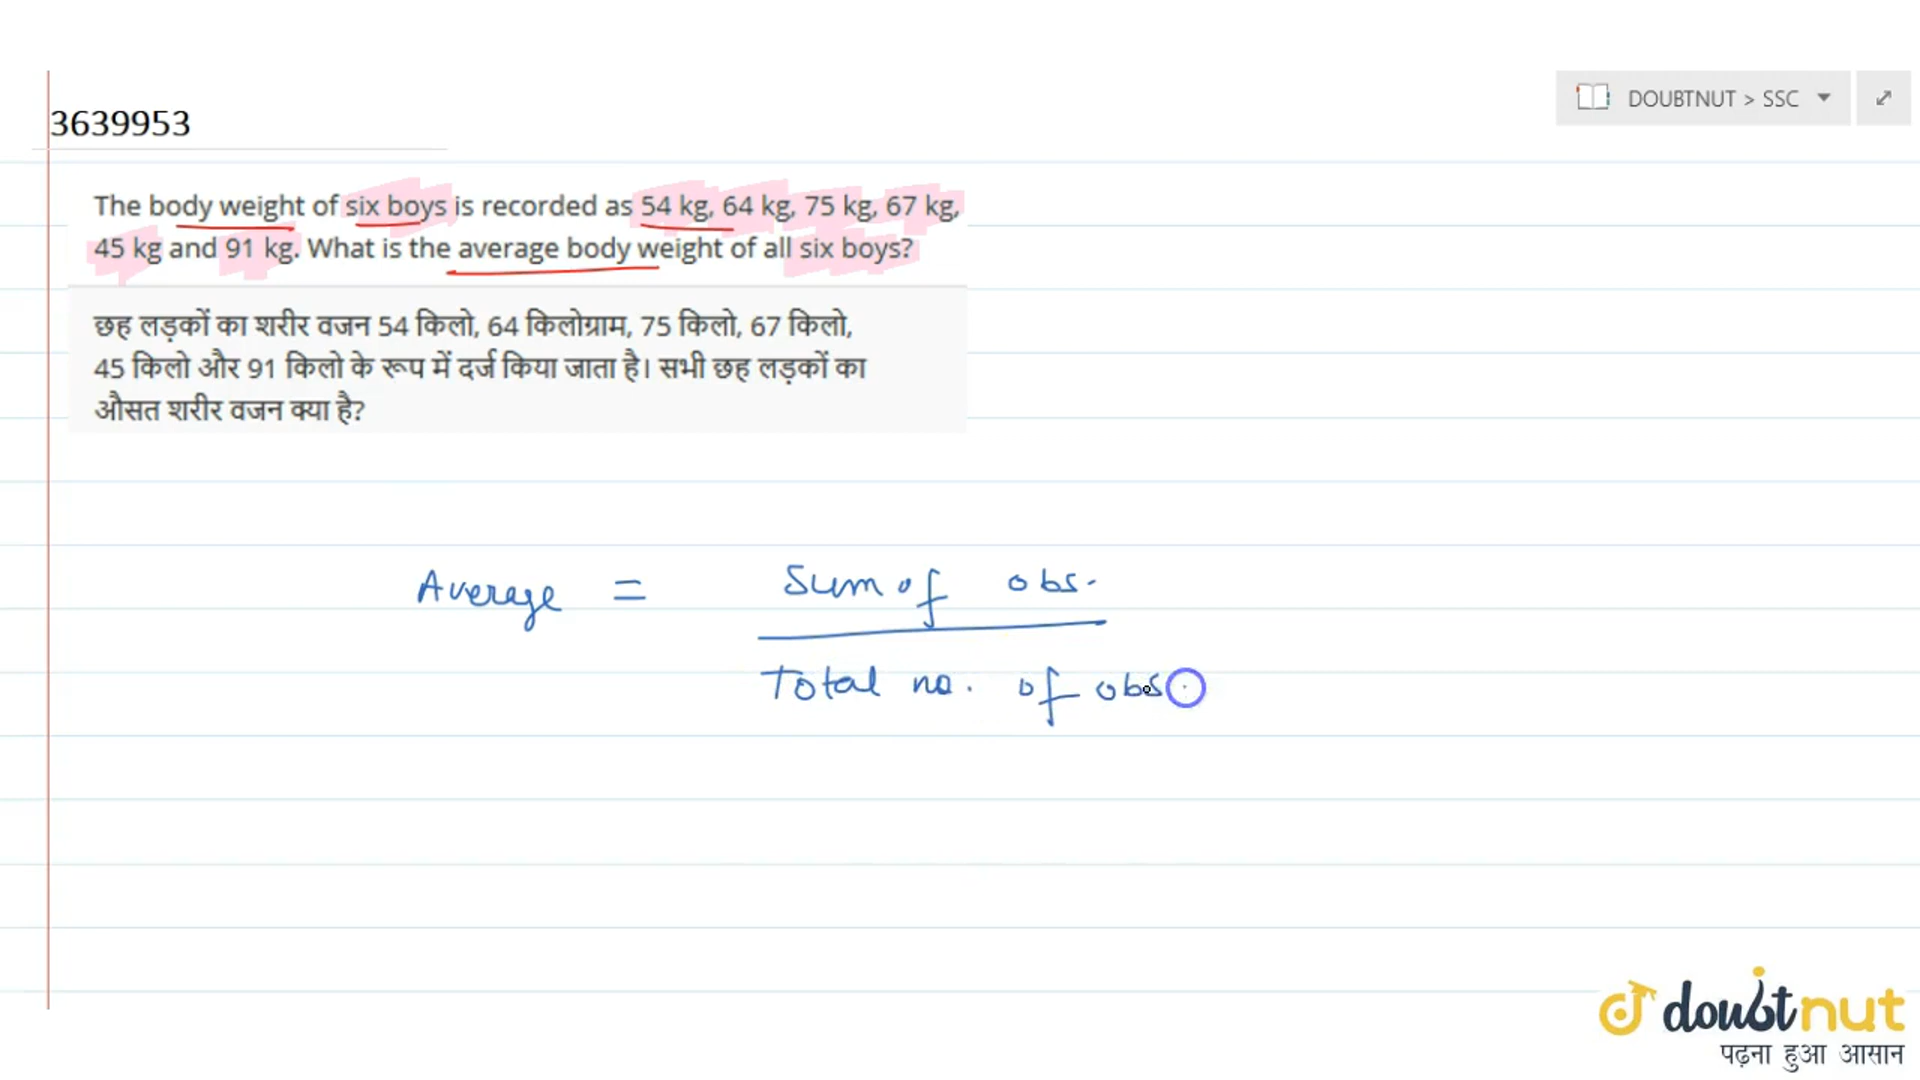 DOUBTNUT > SSC
3639953
The body weight of six boys is recorded as 54 kg, 64 kg, 75 kg, 67 kg,
45 kg and 91 kg. What is the average body weight of all six boys?
छह लड़कों का शरीर वजन 54 किलो, 64 किलोग्राम, 75 किलो, 67 किलो,
45 किलो और 91 किलो के रूप में दर्ज किया जाता है। सभी छह लड़कों का
औसत शरीर वजन क्या है?
Average = Sum of obs.
Total no. of obs.
doubtnut
पढ़ना हुआ आसान